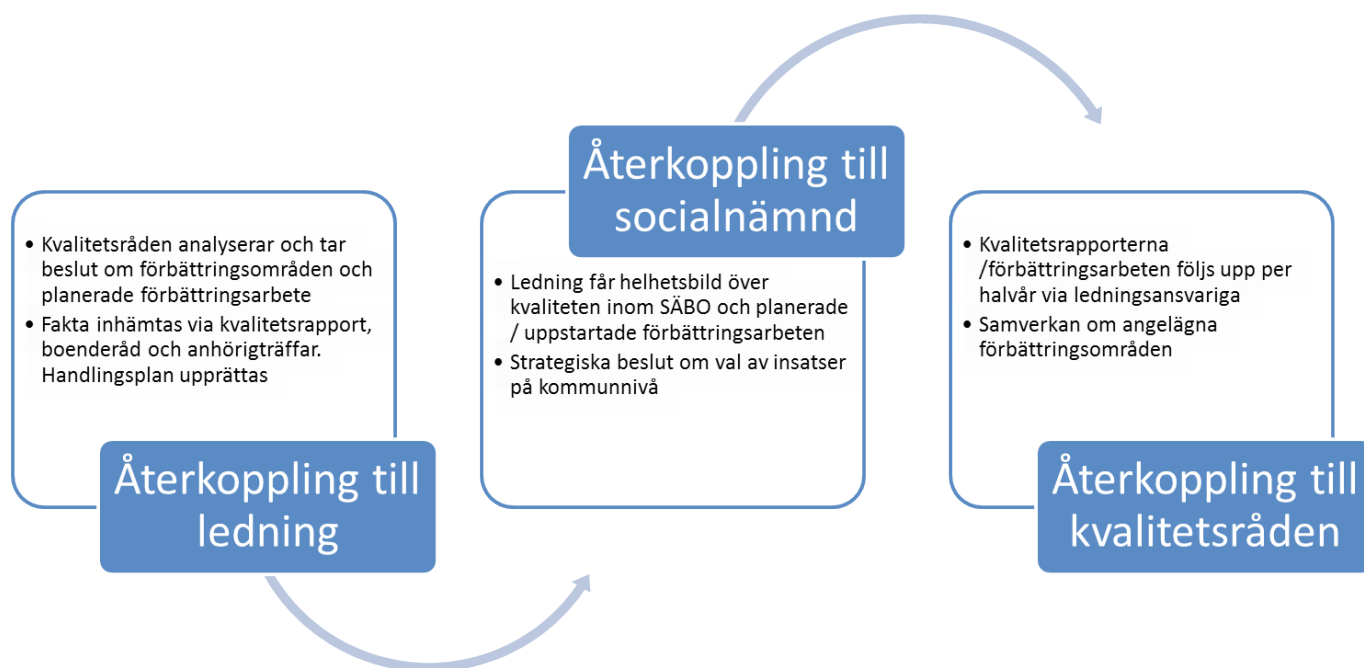 • Kvalitetsråden analyserar och tar
beslut om förbättringsområden och
planerade förbättringsarbete
• Fakta inhämtas via kvalitetsrapport,
boenderåd och anhörigträffar.
Handlingsplan upprättas
Återkoppling till
ledning
Återkoppling till
socialnämnd
• Ledning får helhetsbild över
kvaliteten inom SÄBO och planerade
/ uppstartade förbättringsarbeten
• Strategiska beslut om val av insatser
på kommunnivå
• Kvalitetsrapporterna
/förbättringsarbeten följs upp per
halvår via ledningsansvariga
• Samverkan om angelägna
förbättringsområden
Återkoppling till
kvalitetsråden